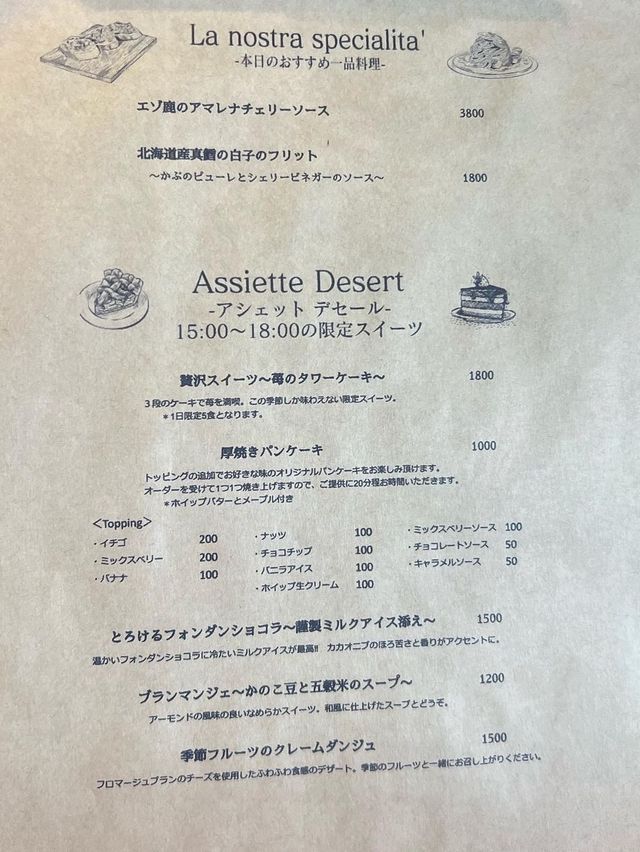 La nostra specialita'
-本日のおすすめ一品料理-
エゾ鹿のアマレナチェリーソース 3800
北海道産真鱈の白子のフリット
～かぶのピューレとシェリービネガーのソース～ 1800
Assiette Desert
-アシェット デセール-
15:00～18:00の限定スイーツ
贅沢スイーツ～苺のタワーケーキ～ 1800
３段のケーキで苺を満喫。この季節しか味わえない限定スイーツ。
＊1日限定5食となります。
厚焼きパンケーキ 1000
トッピングの追加でお好きな味のオリジナルパンケーキをお楽しみ頂けます。
オーダーを受けて1つ1つ焼き上げますので、ご提供に20分程お時間いただきます。
＊ホイップバターとメープル付き
＜Topping＞
・イチゴ 200
・ミックスベリー 200
・バナナ 100
・ナッツ 100
・チョコチップ 100
・バニラアイス 100
・ホイップ生クリーム 100
・ミックスベリーソース 100
・チョコレートソース 50
・キャラメルソース 50
とろけるフォンダンショコラ～謹製ミルクアイス添え～ 1500
温かいフォンダンショコラに冷たいミルクアイスが最高!! カカオニブのほろ苦さと香りがアクセントに。
ブランマンジェ～かのこ豆と五穀米のスープ～ 1200
アーモンドの風味の良いなめらかスイーツ。和風に仕上げたスープとどうぞ。
季節フルーツのクレームダンジュ 1500
フロマージュブランのチーズを使用したふわふわ食感のデザート。季節のフルーツと一緒にお召し上がりください。